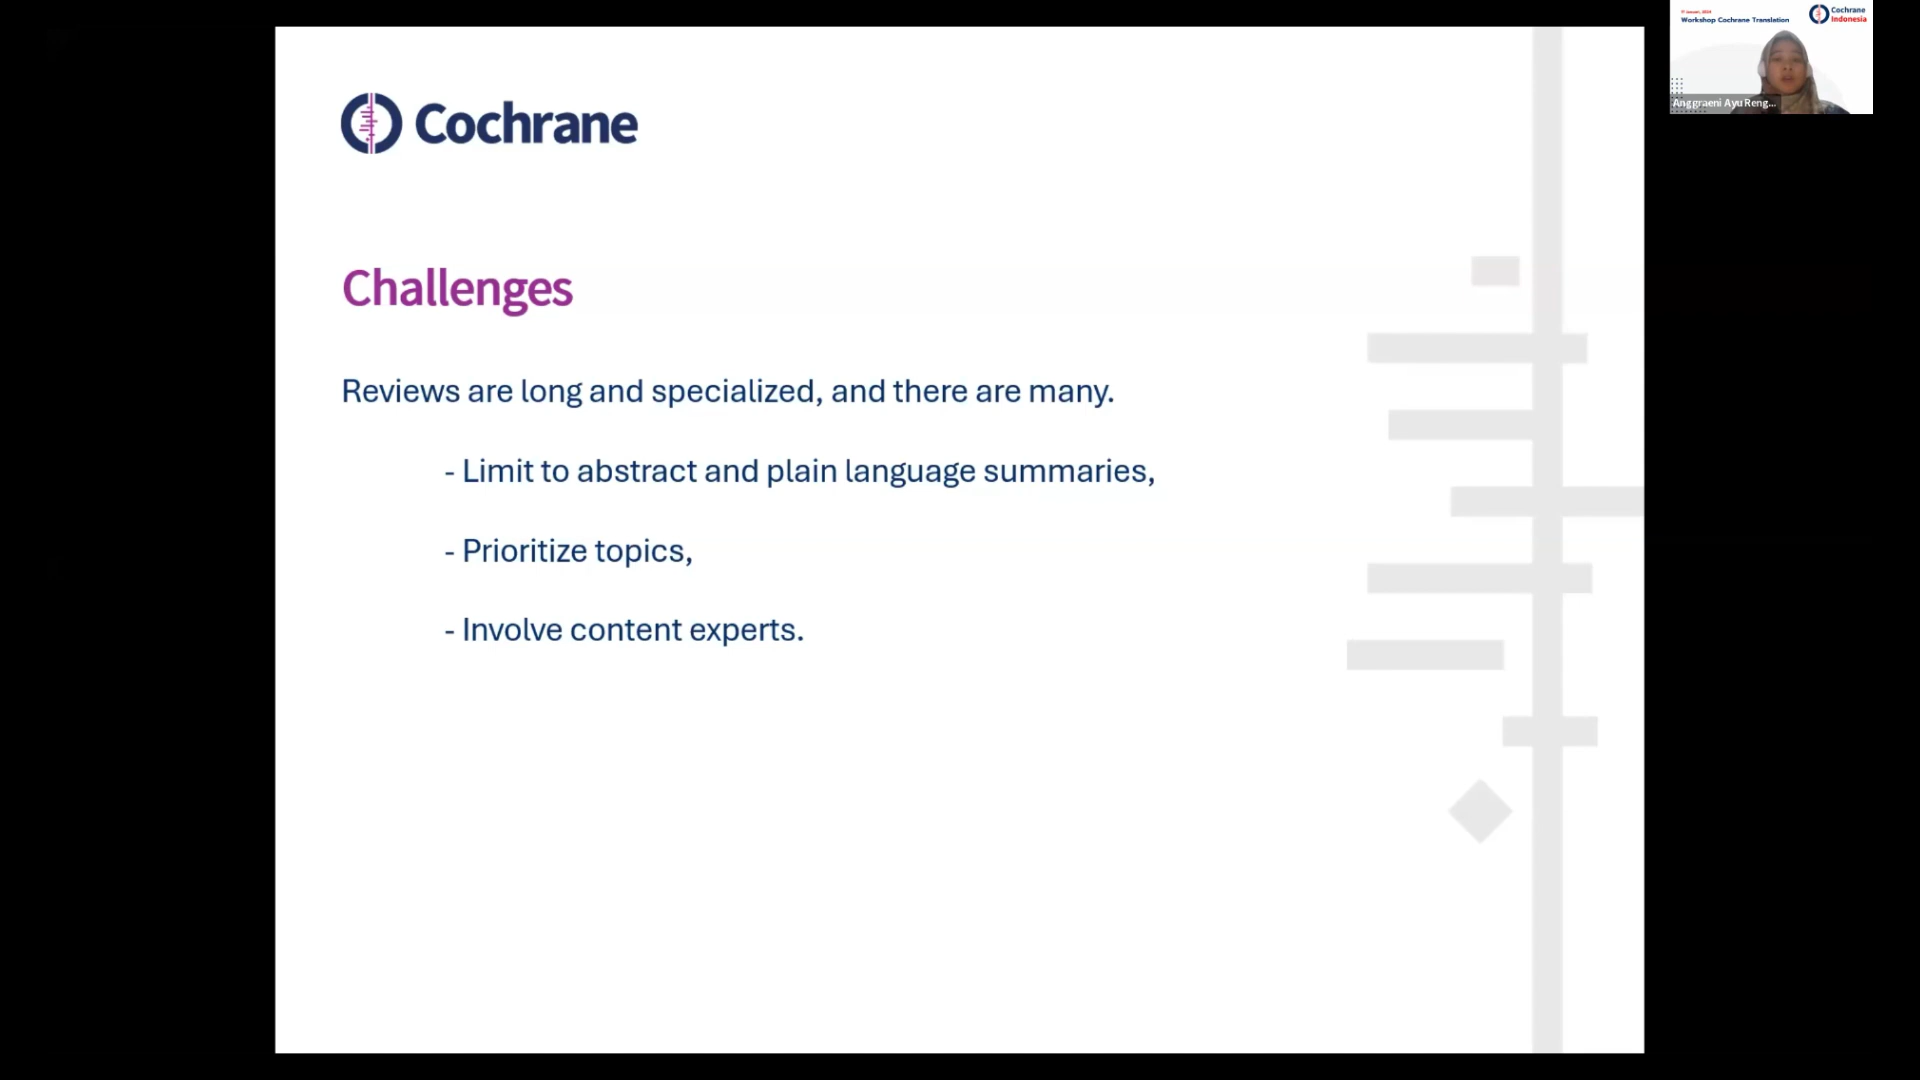 Cochrane
Challenges
Reviews are long and specialized, and there are many.
- Limit to abstract and plain language summaries,
- Prioritize topics,
- Involve content experts.
Workshop Cochrane Translation
Cochrane
Indonesia
Anggraeni Ayu Reng...